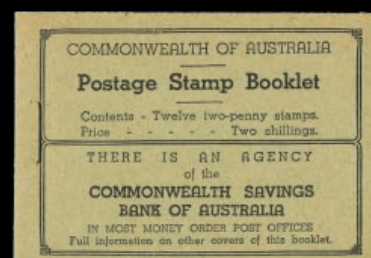 COMMONWEALTH OF AUSTRALIA
Postage Stamp Booklet
Contents - Twelve two-penny stamps.
Price - - - - - Two shillings.
THERE IS AN AGENCY
of the
COMMONWEALTH SAVINGS
BANK OF AUSTRALIA
IN MOST MONEY ORDER POST OFFICES
Full information on other covers of this booklet.